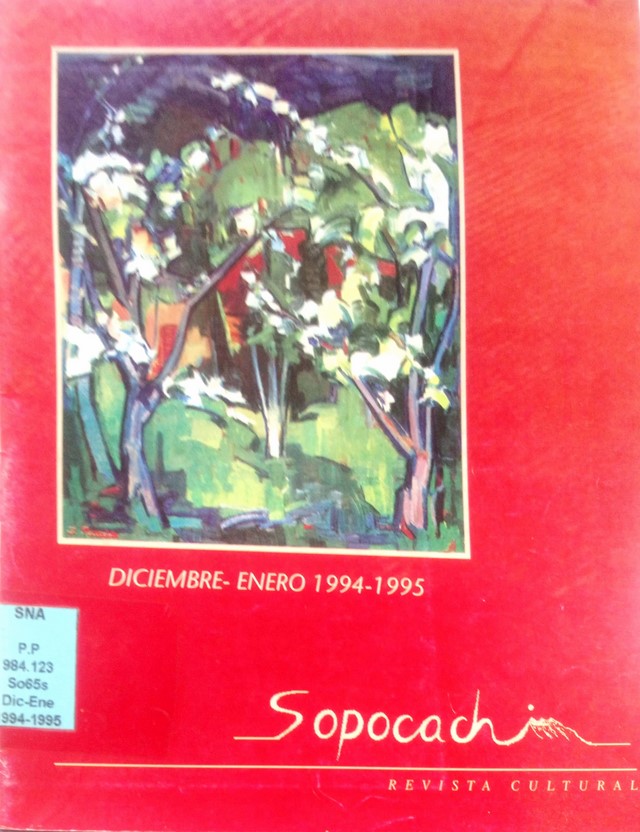 DICIEMBRE- ENERO 1994-1995
SNA
P.P
984.123
So65s
Dic-Ene
994-1995
Sopocachi
REVISTA CULTURAL